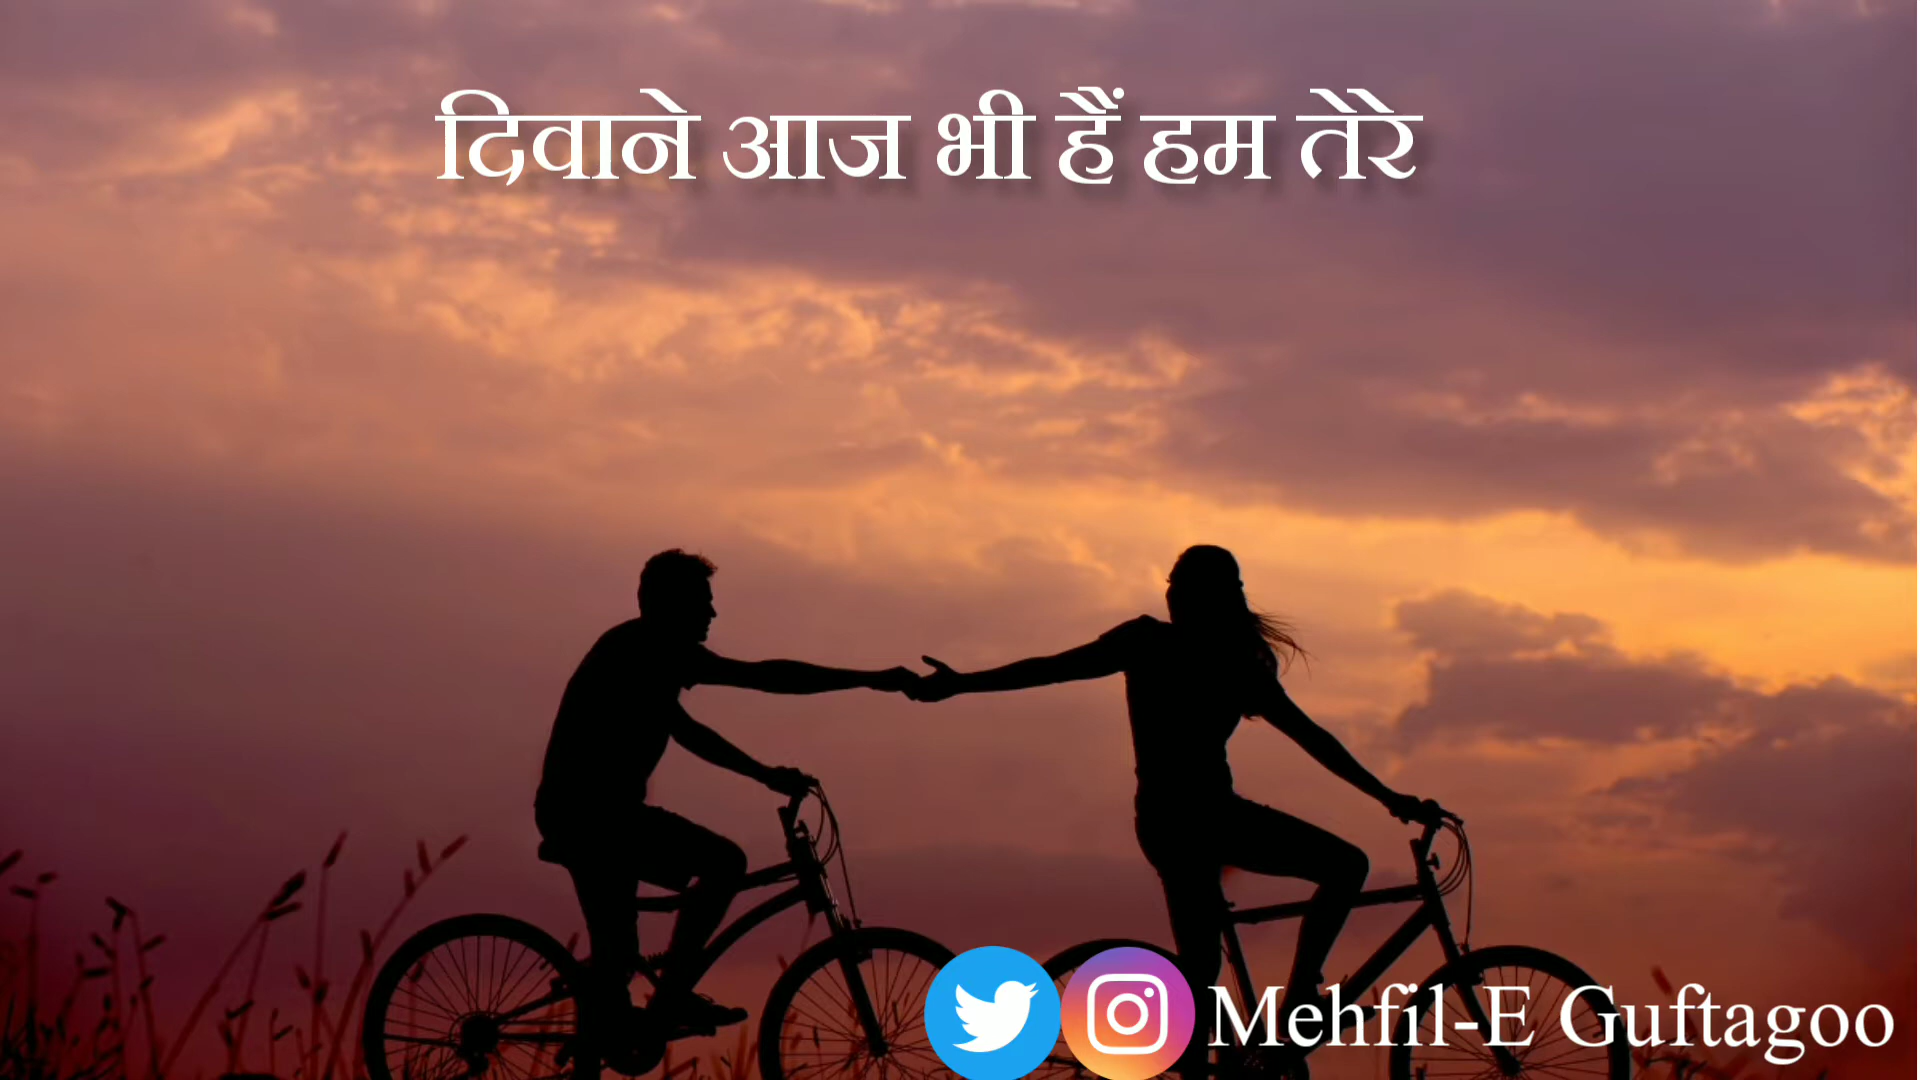 दिवाने आज भी हैं हम तेरे
Mehfil-E Guftagoo